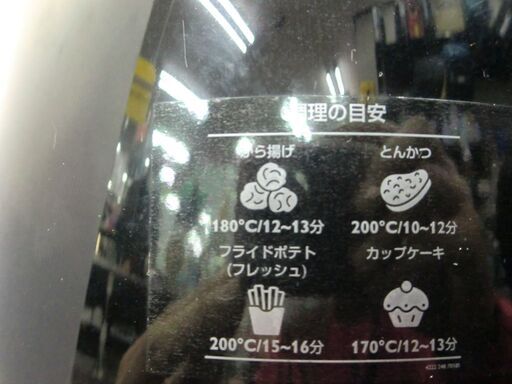 調理の目安
から揚げ とんかつ
180°C/12~13分 200°C/10~12分
フライドポテト カップケーキ
(フレッシュ)
200°C/15~16分 170°C/12~13分